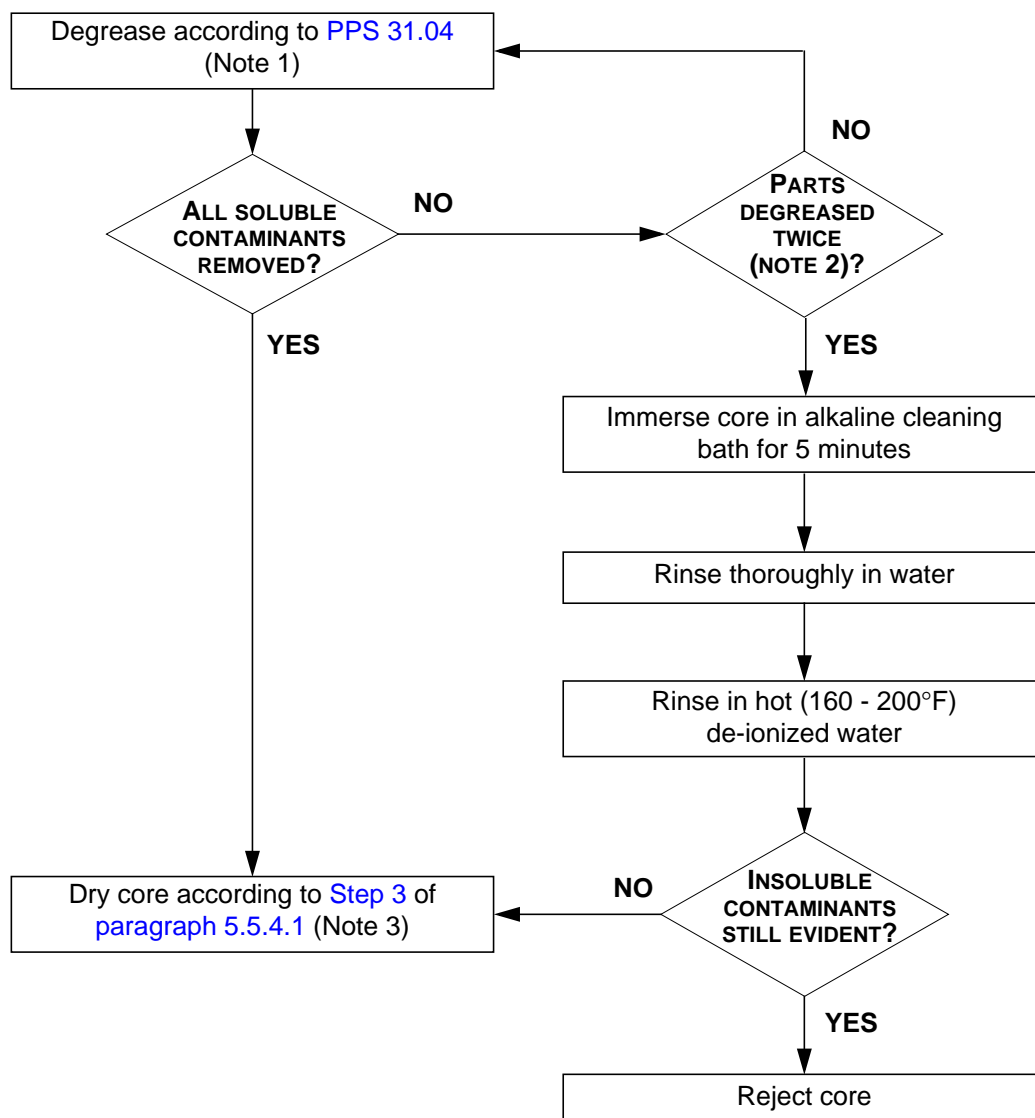 Degrease according to PPS 31.04
(Note 1)
NO
ALL SOLUBLE
CONTAMINANTS
REMOVED?
NO
PARTS
DEGREASED
TWICE
(NOTE 2)?
YES
YES
Immerse core in alkaline cleaning
bath for 5 minutes
Rinse thoroughly in water
Rinse in hot (160 - 200°F)
de-ionized water
Dry core according to Step 3 of
paragraph 5.5.4.1 (Note 3)
NO
INSOLUBLE
CONTAMINANTS
STILL EVIDENT?
YES
Reject core